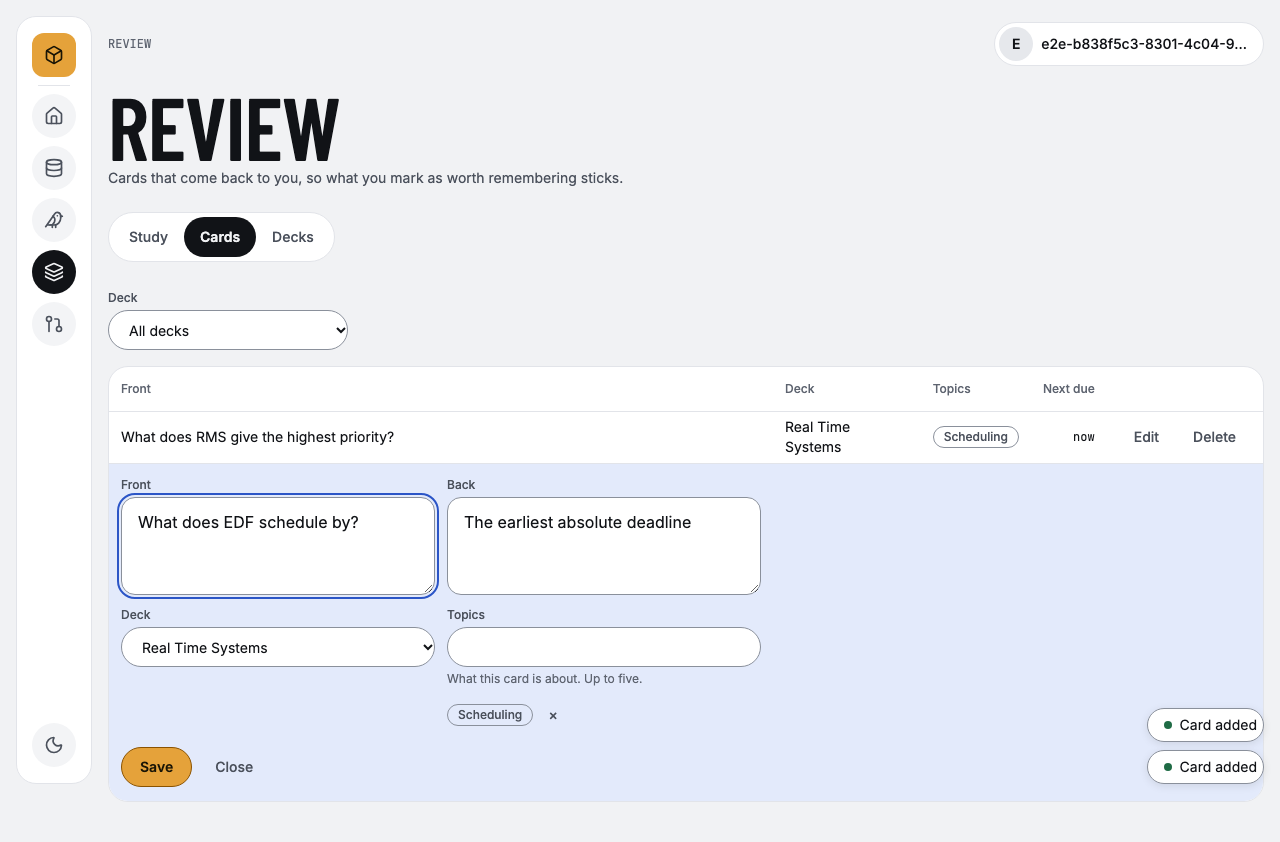 REVIEW
E e2e-b838f5c3-8301-4c04-9...
REVIEW
Cards that come back to you, so what you mark as worth remembering sticks.
Study Cards Decks
Deck
All decks
Front Deck Topics Next due
What does RMS give the highest priority? Real Time Systems Scheduling now Edit Delete
Front Back
What does EDF schedule by? The earliest absolute deadline
Deck Topics
Real Time Systems
What this card is about. Up to five.
Scheduling ×
Card added
Save Close
Card added